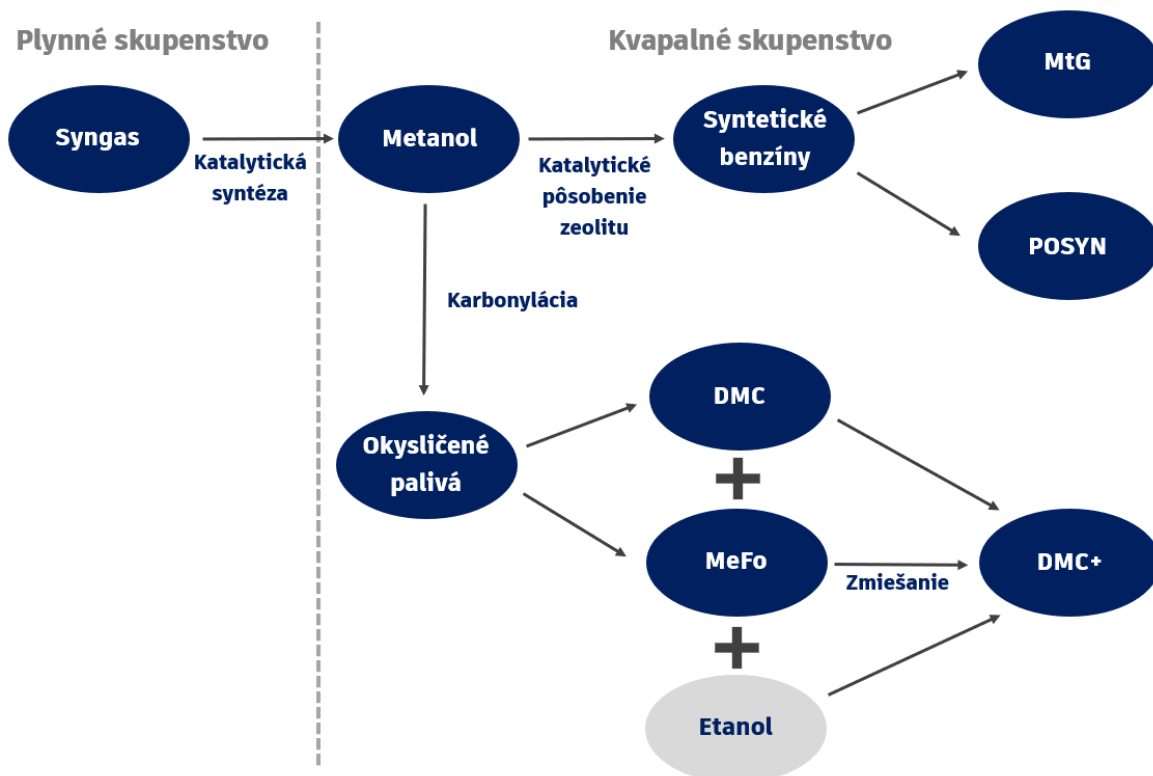 Plynné skupenstvo
Kvapalné skupenstvo
MtG
Syngas
Katalytická
syntéza
Metanol
Katalytické
pôsobenie
zeolitu
Syntetické
benzíny
POSYN
Karbonylácia
Okysličené
palivá
DMC
+
MeFo
Zmiešanie
DMC+
+
Etanol